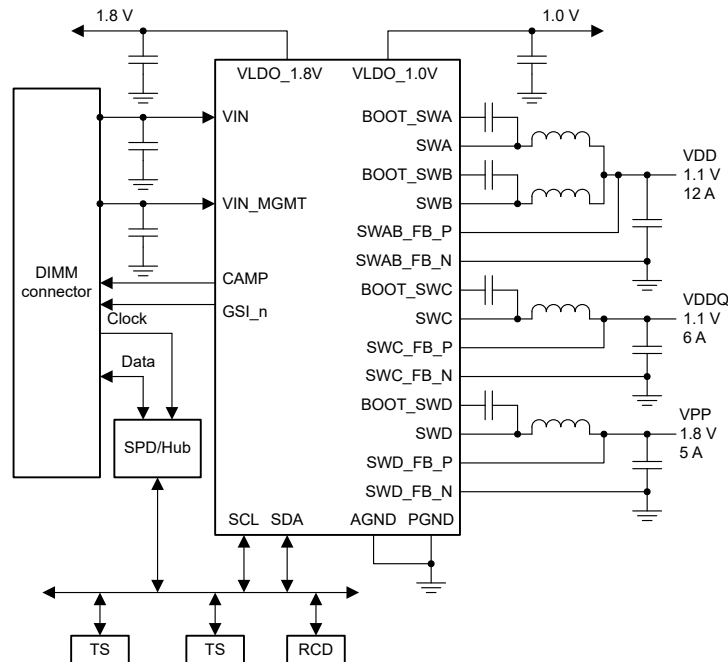 1.8 V
1.0 V
VLDO_1.8V
VLDO_1.0V
VIN
VIN_MGMT
CAMP
GSI_n
DIMM
connector
Clock
Data
SPD/Hub
BOOT_SWA
SWA
BOOT_SWB
SWB
SWAB_FB_P
SWAB_FB_N
BOOT_SWC
SWC
SWC_FB_P
SWC_FB_N
BOOT_SWD
SWD
SWD_FB_P
SWD_FB_N
VDD
1.1 V
12 A
VDDQ
1.1 V
6 A
VPP
1.8 V
5 A
SCL
SDA
AGND
PGND
TS
TS
RCD